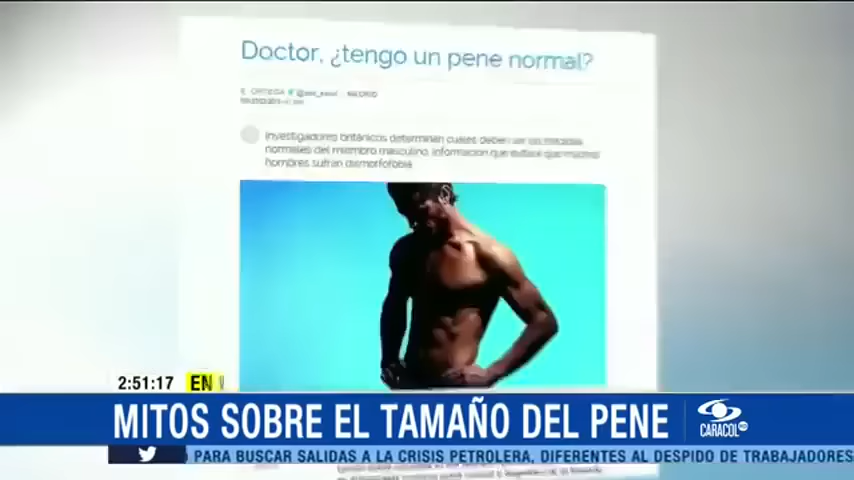 Doctor, ¿tengo un pene normal?
E. ORTEGA
MADRID
Investigadores británicos determinan cuáles deben ser las medidas
normales del miembro masculino. Información que evitará que muchos
hombres sufran dismorfofobia
2:51:17 EN
MITOS SOBRE EL TAMAÑO DEL PENE
CARACOL HD
PARA BUSCAR SALIDAS A LA CRISIS PETROLERA, DIFERENTES AL DESPIDO DE TRABAJADORES